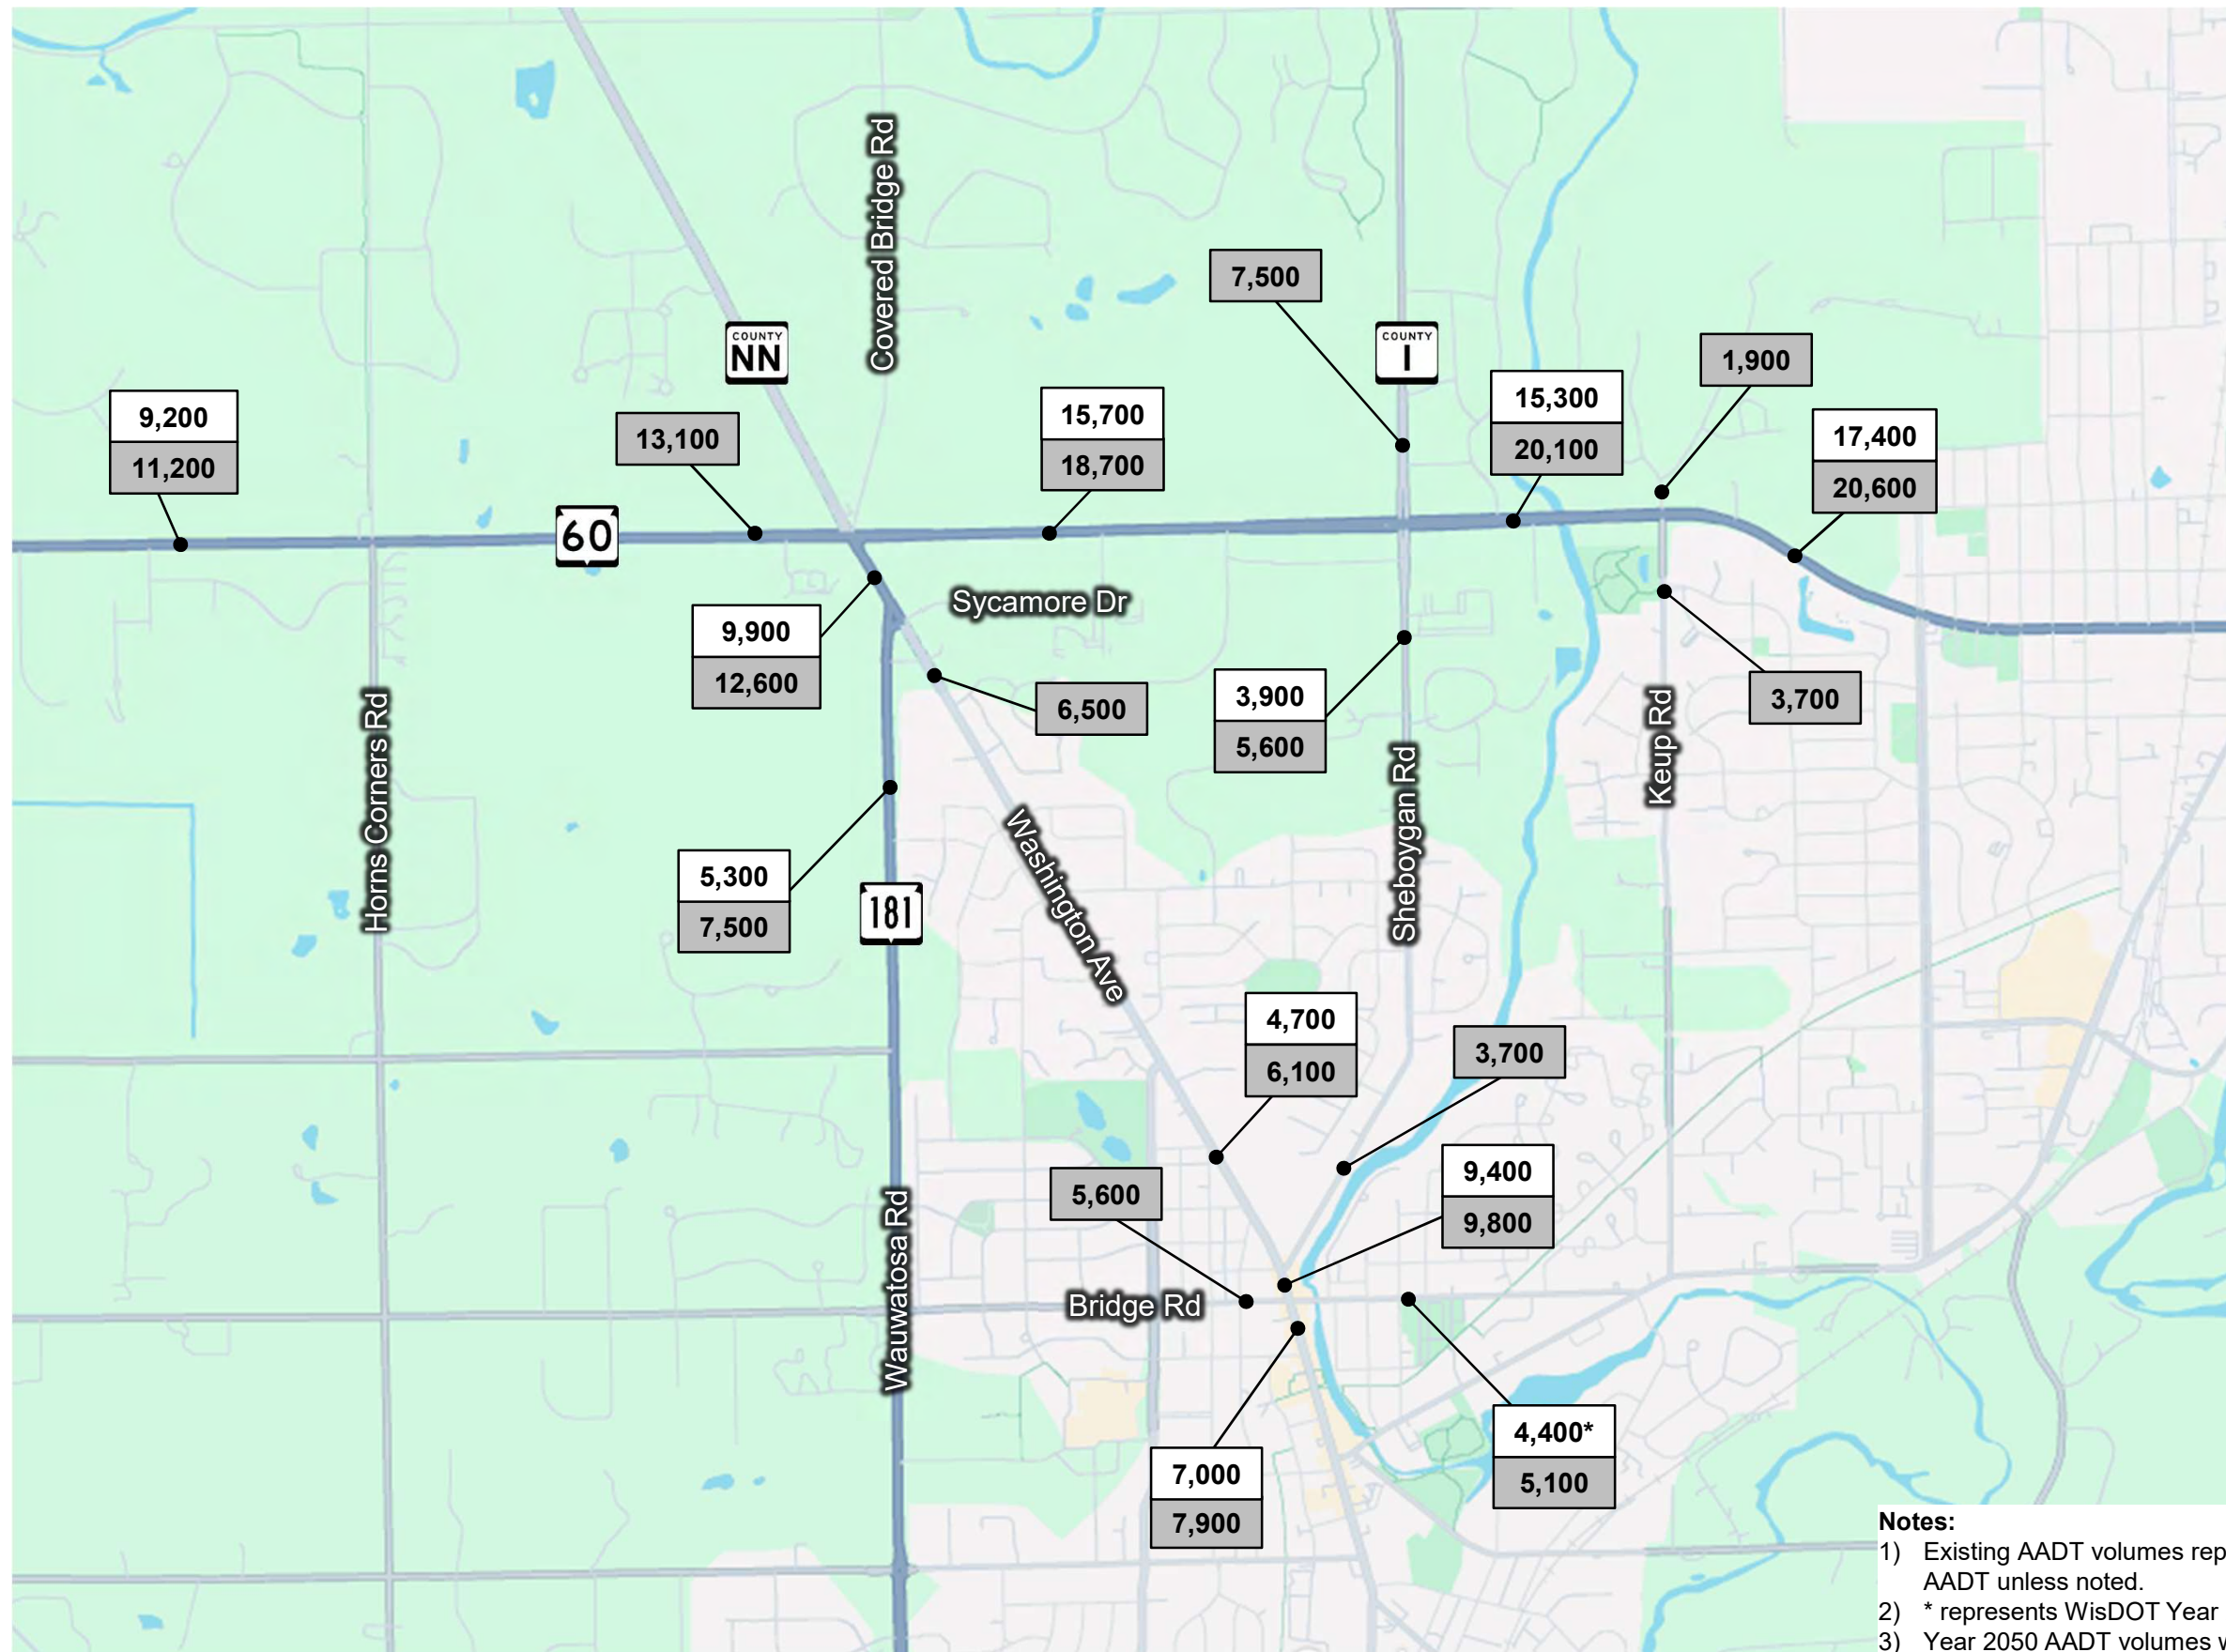 Covered Bridge Rd
7,500
COUNTY
NN
COUNTY
I
1,900
9,200
11,200
13,100
15,700
18,700
15,300
20,100
17,400
20,600
60
9,900
12,600
Sycamore Dr
6,500
3,900
5,600
3,700
Horns Corners Rd
Keup Rd
Sheboygan Rd
Washington Ave
5,300
7,500
181
4,700
6,100
3,700
5,600
9,400
9,800
Wauwatosa Rd
Bridge Rd
7,000
7,900
4,400*
5,100
Notes:
1) Existing AADT volumes rep
AADT unless noted.
2) * represents WisDOT Year
3) Year 2050 AADT volumes w